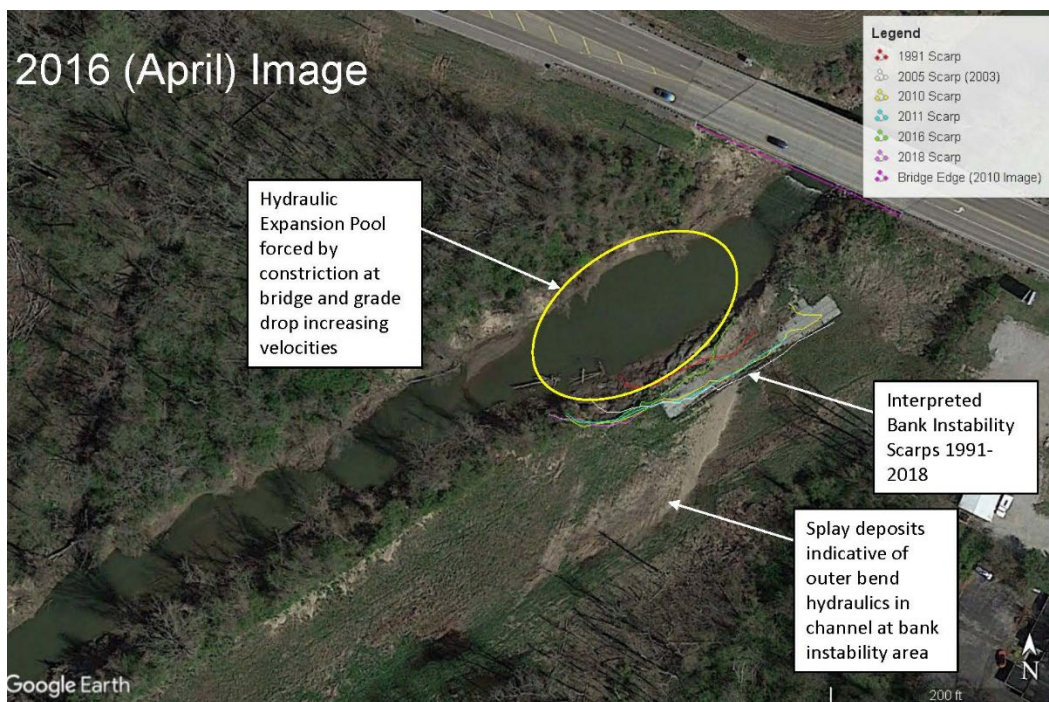 2016 (April) Image
Legend
1991 Scarp
2005 Scarp (2003)
2010 Scarp
2011 Scarp
2016 Scarp
2018 Scarp
Bridge Edge (2010 Image)
Hydraulic
Expansion Pool
forced by
constriction at
bridge and grade
drop increasing
velocities
Interpreted
Bank Instability
Scarps 1991-
2018
Splay deposits
indicative of
outer bend
hydraulics in
channel at bank
instability area
N
Google Earth
200 ft